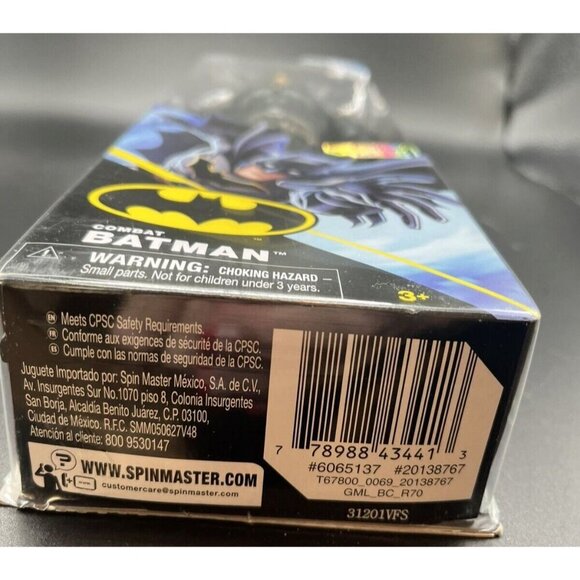 COMBAT
BATMAN™
WARNING: CHOKING HAZARD –
Small parts. Not for children under 3 years.
3+
EN Meets CPSC Safety Requirements.
FR Conforme aux exigences de sécurité de la CPSC.
ES Cumple con las normas de seguridad de la CPSC.
Juguete Importado por: Spin Master México, S.A. de C.V,
Av. Insurgentes Sur No.1070 piso 8, Colonia Insurgentes
San Borja, Alcaldía Benito Juárez, C.P. 03100,
Ciudad de México. R.F.C. SMM050627V48
Atención al cliente: 800 9530147
WWW.SPINMASTER.COM
customercare@spinmaster.com
7 78988 43441 3
#6065137 #20138767
T67800_0069_20138767
GML_BC_R70
31201VFS